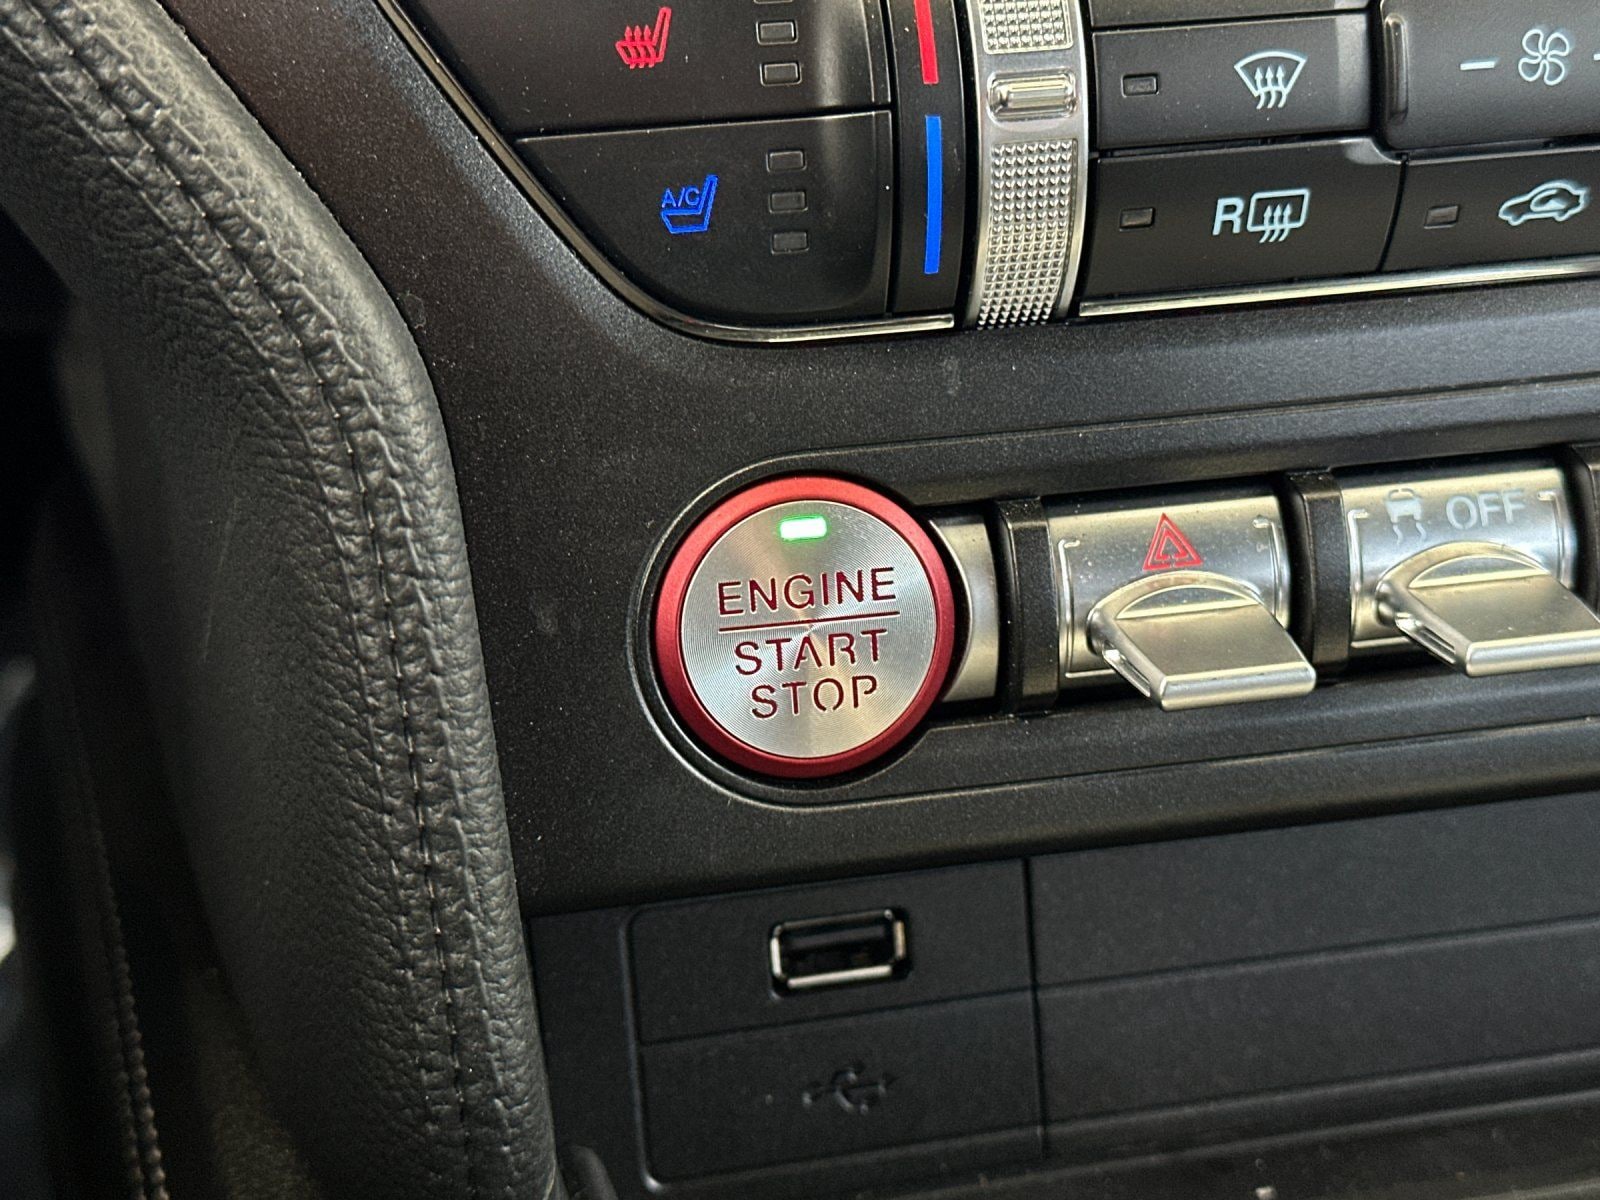 A/C
R
ENGINE
START
STOP
OFF